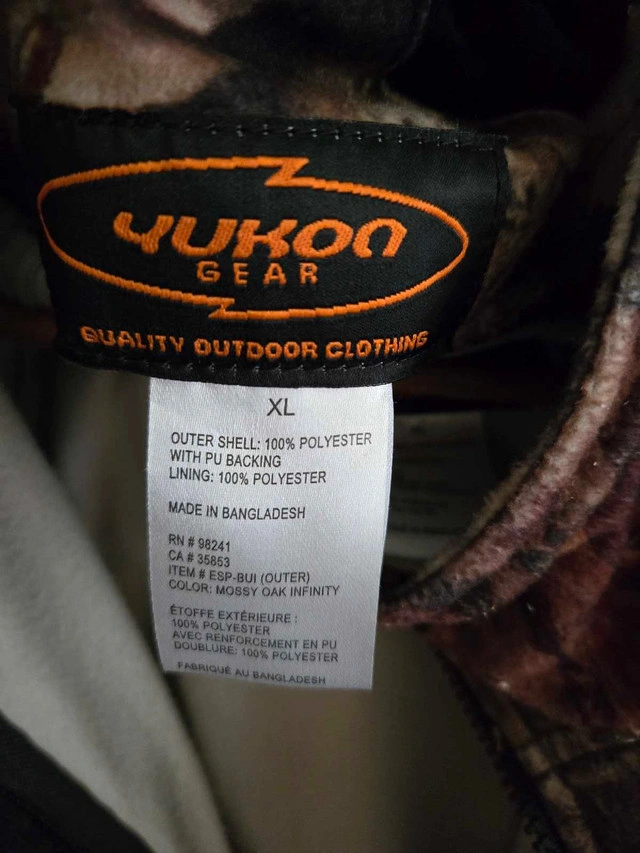 YUKON
GEAR
QUALITY OUTDOOR CLOTHING
XL
OUTER SHELL: 100% POLYESTER
WITH PU BACKING
LINING: 100% POLYESTER
MADE IN BANGLADESH
RN # 98241
CA # 35853
ITEM # ESP-BUI (OUTER)
COLOR: MOSSY OAK INFINITY
ÉTOFFE EXTÉRIEURE :
100% POLYESTER
AVEC RENFORCEMENT EN PU
DOUBLURE: 100% POLYESTER
FABRIQUÉ AU BANGLADESH